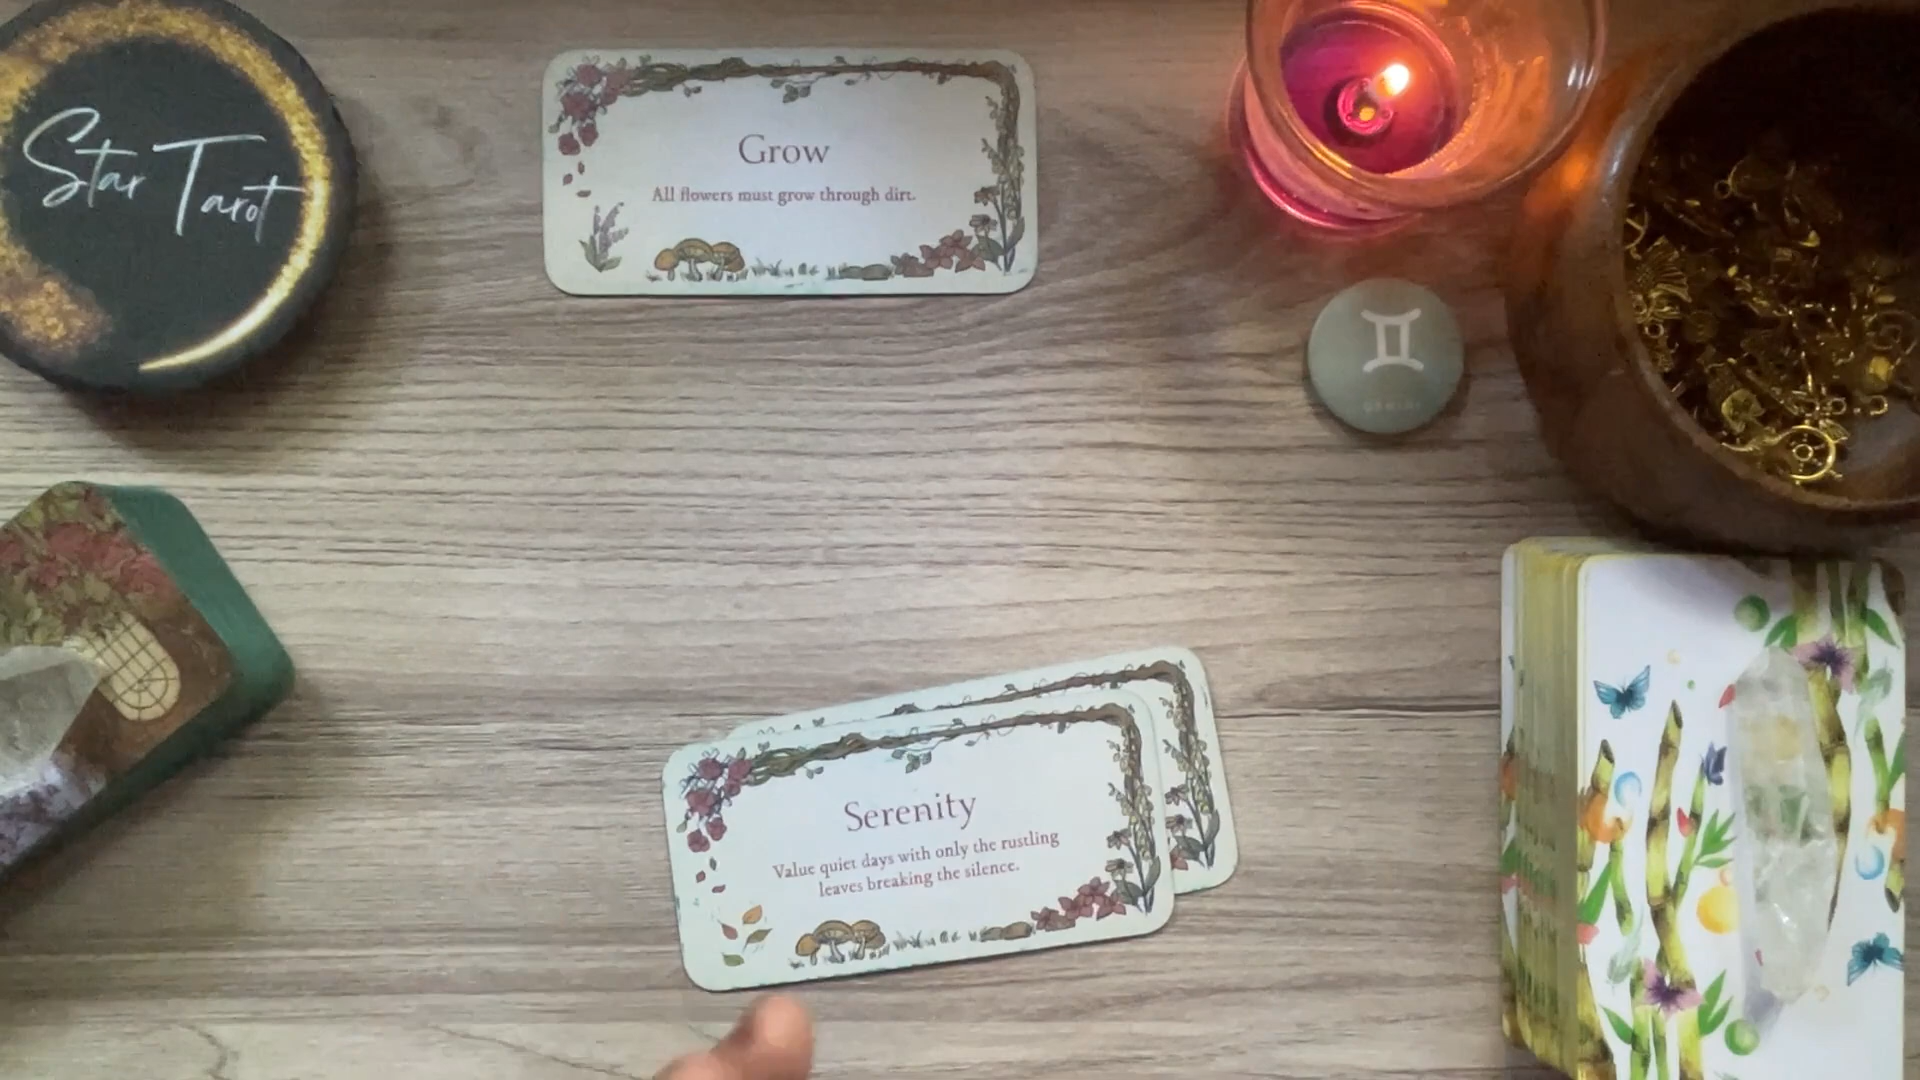 Star Tarot
Grow
All flowers must grow through dirt.
Serenity
Value quiet days with only the rustling
leaves breaking the silence.